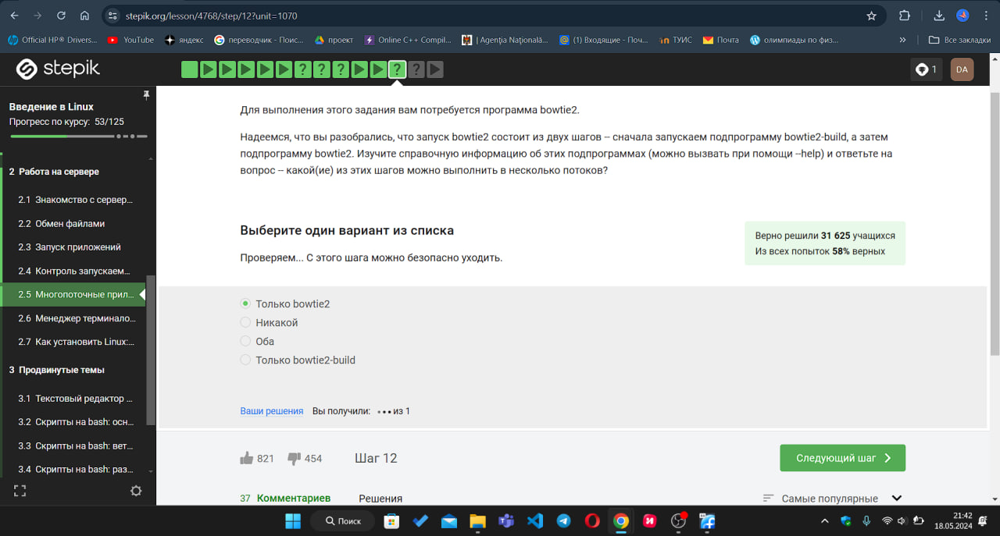 stepik.org/lesson/4768/step/12?unit=1070
Official HP® Drivers...
YouTube
яндекс
переводчик - Поис...
проект
Online C++ Compil...
| Agenția Națională...
(1) Входящие - Поч...
ТУИС
Почта
олимпиады по физ...
»
Все закладки
stepik
1
DA
Введение в Linux
Прогресс по курсу: 53/125
2 Работа на сервере
2.1 Знакомство с сервер...
2.2 Обмен файлами
2.3 Запуск приложений
2.4 Контроль запускаем...
2.5 Многопоточные прил...
2.6 Менеджер терминало...
2.7 Как установить Linux:...
3 Продвинутые темы
3.1 Текстовый редактор ...
3.2 Скрипты на bash: осн...
3.3 Скрипты на bash: вет...
3.4 Скрипты на bash: раз...
Для выполнения этого задания вам потребуется программа bowtie2.
Надеемся, что вы разобрались, что запуск bowtie2 состоит из двух шагов -- сначала запускаем подпрограмму bowtie2-build, а затем
подпрограмму bowtie2. Изучите справочную информацию об этих подпрограммах (можно вызвать при помощи --help) и ответьте на
вопрос -- какой(ие) из этих шагов можно выполнить в несколько потоков?
Выберите один вариант из списка
Проверяем... С этого шага можно безопасно уходить.
Верно решили 31 625 учащихся
Из всех попыток 58% верных
Только bowtie2
Никакой
Оба
Только bowtie2-build
Ваши решения Вы получили: ••• из 1
821
454
Шаг 12
Следующий шаг
37 Комментариев
Решения
Самые популярные
Поиск
21:42
18.05.2024